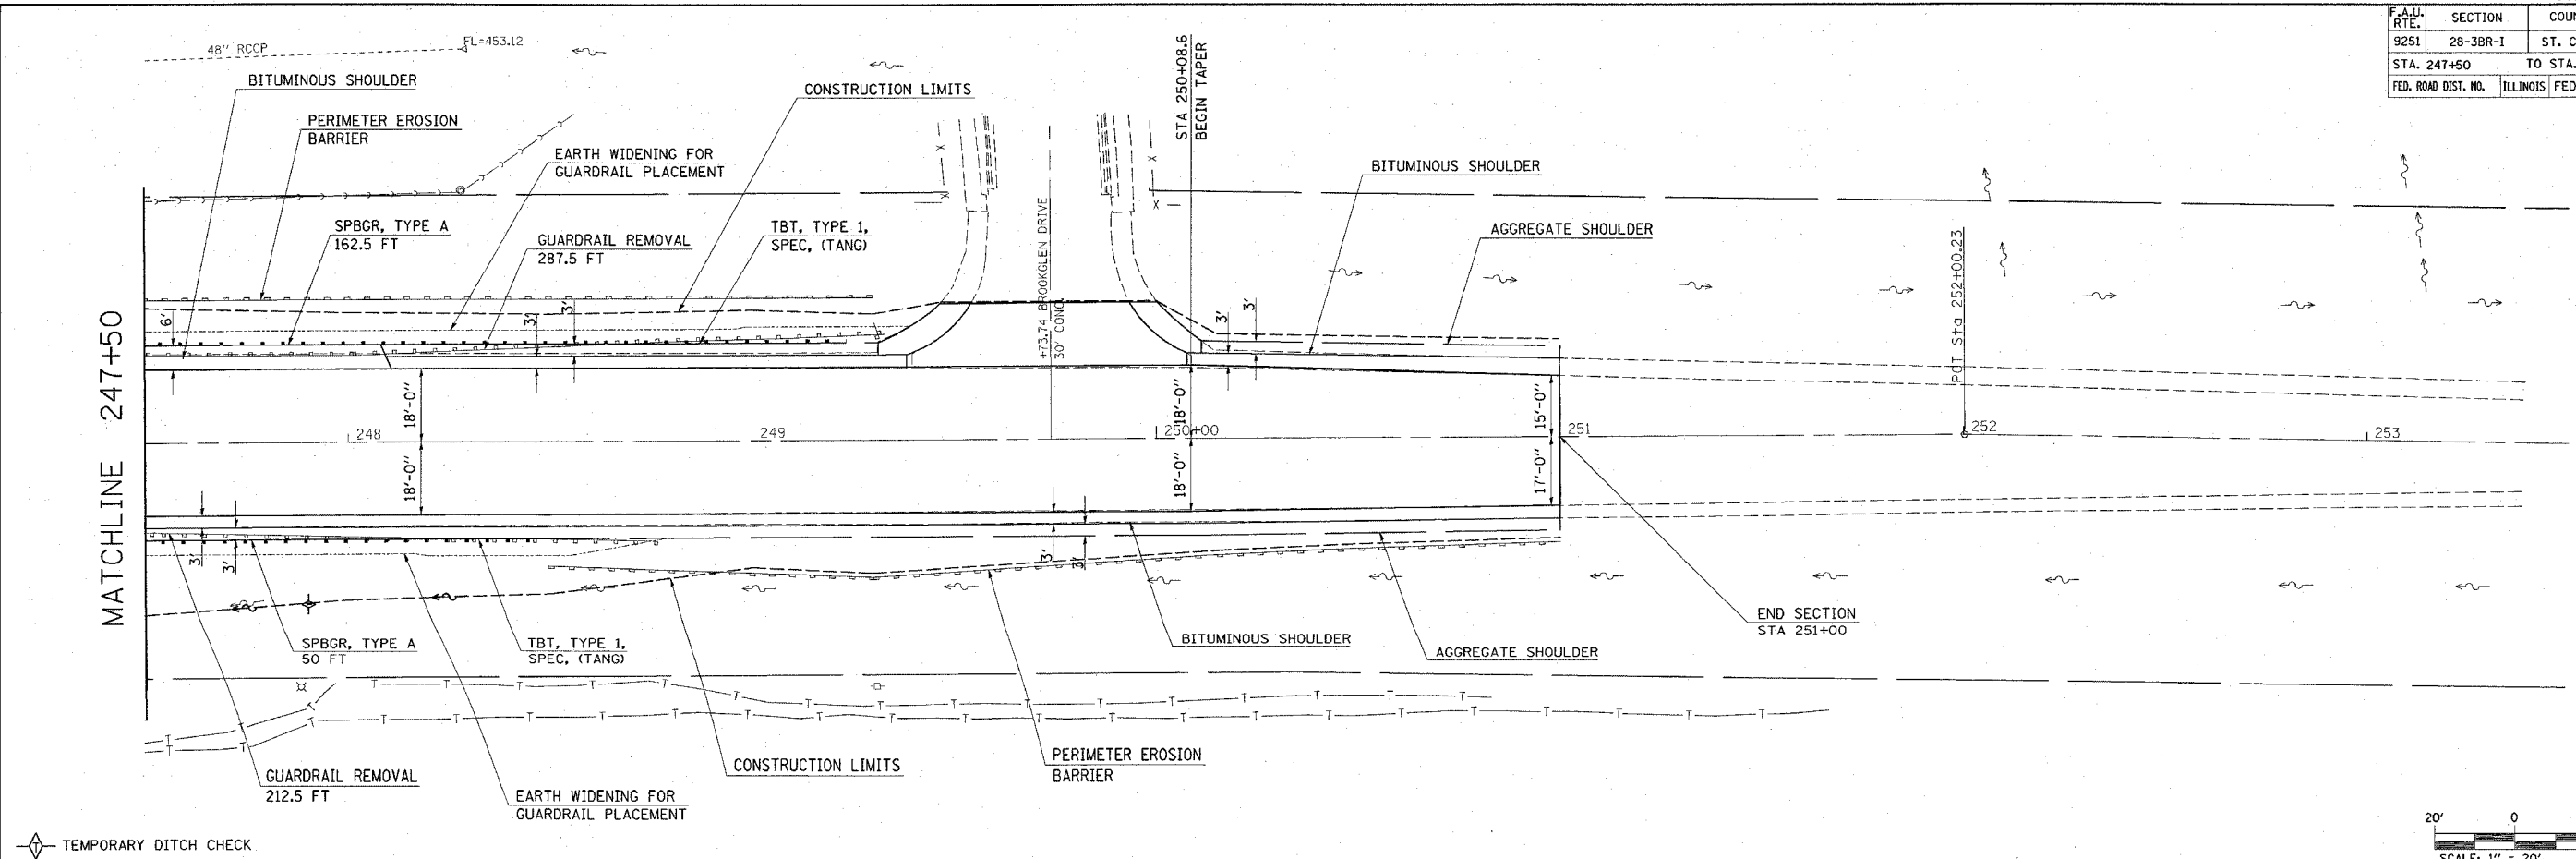 F.A.U. RTE.
SECTION
9251
28-3BR-I
STA. 247+50
TO STA.
FED. ROAD DIST. NO.
ILLINOIS
48" RCCP
FL=453.12
BITUMINOUS SHOULDER
PERIMETER EROSION
BARRIER
EARTH WIDENING FOR
GUARDRAIL PLACEMENT
CONSTRUCTION LIMITS
STA 250+08.6
BEGIN TAPER
BITUMINOUS SHOULDER
AGGREGATE SHOULDER
SPBGR, TYPE A
162.5 FT
GUARDRAIL REMOVAL
287.5 FT
TBT, TYPE 1,
SPEC, (TANG)
+73.74 BROOKGLEN DRIVE
30' CONC.
POT Sta 252+00.23
MATCHLINE 247+50
6'
3'
3'
3'
3'
18'-0"
18'-0"
18'-0"
18'-0"
15'-0"
17'-0"
248
249
250+00
251
252
253
3'
3'
3'
3'
SPBGR, TYPE A
50 FT
TBT, TYPE 1,
SPEC, (TANG)
BITUMINOUS SHOULDER
AGGREGATE SHOULDER
END SECTION
STA 251+00
GUARDRAIL REMOVAL
212.5 FT
EARTH WIDENING FOR
GUARDRAIL PLACEMENT
CONSTRUCTION LIMITS
PERIMETER EROSION
BARRIER
TEMPORARY DITCH CHECK
20'
0
SCALE: 1" = 20'